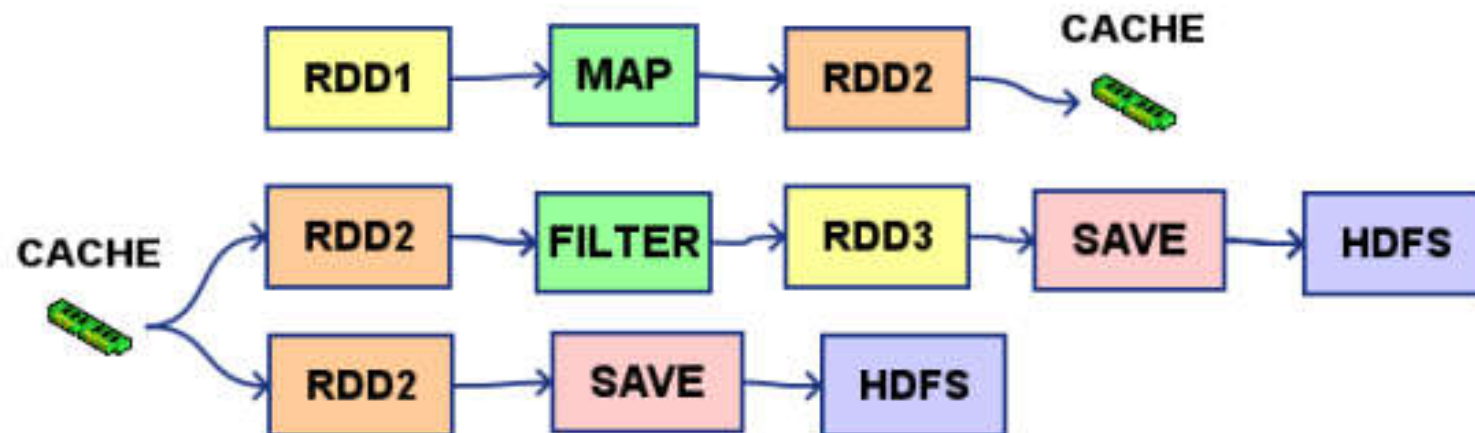 CACHE
RDD1 MAP RDD2
CACHE
RDD2 FILTER RDD3 SAVE HDFS
RDD2 SAVE HDFS